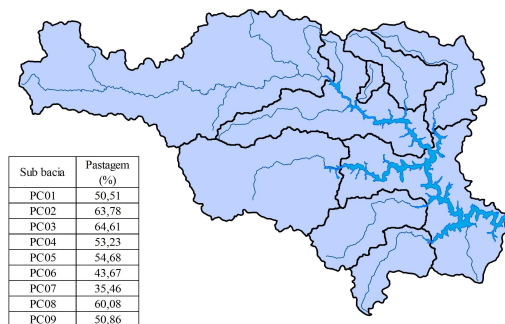 Sub bacia Pastagem (%)
PC01 50,51
PC02 63,78
PC03 64,61
PC04 53,23
PC05 54,68
PC06 43,67
PC07 35,46
PC08 60,08
PC09 50,86